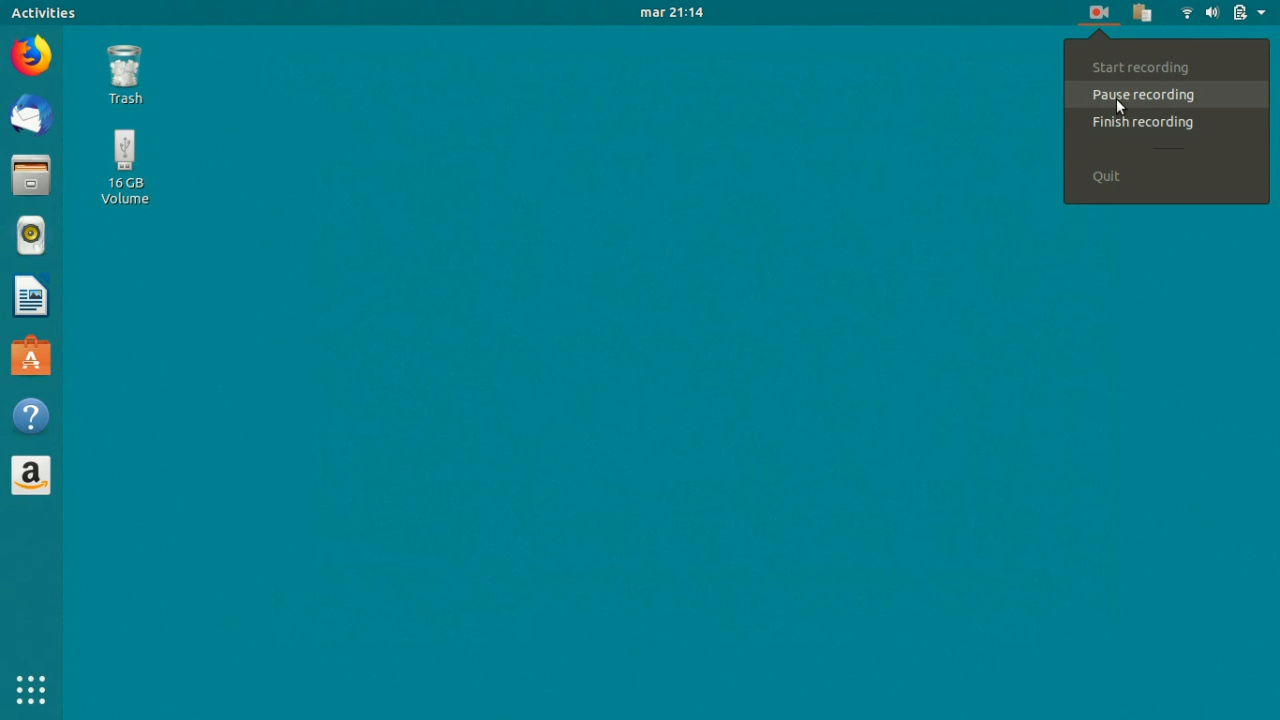 Activities
mar 21:14
Trash
16 GB
Volume
Start recording
Pause recording
Finish recording
Quit